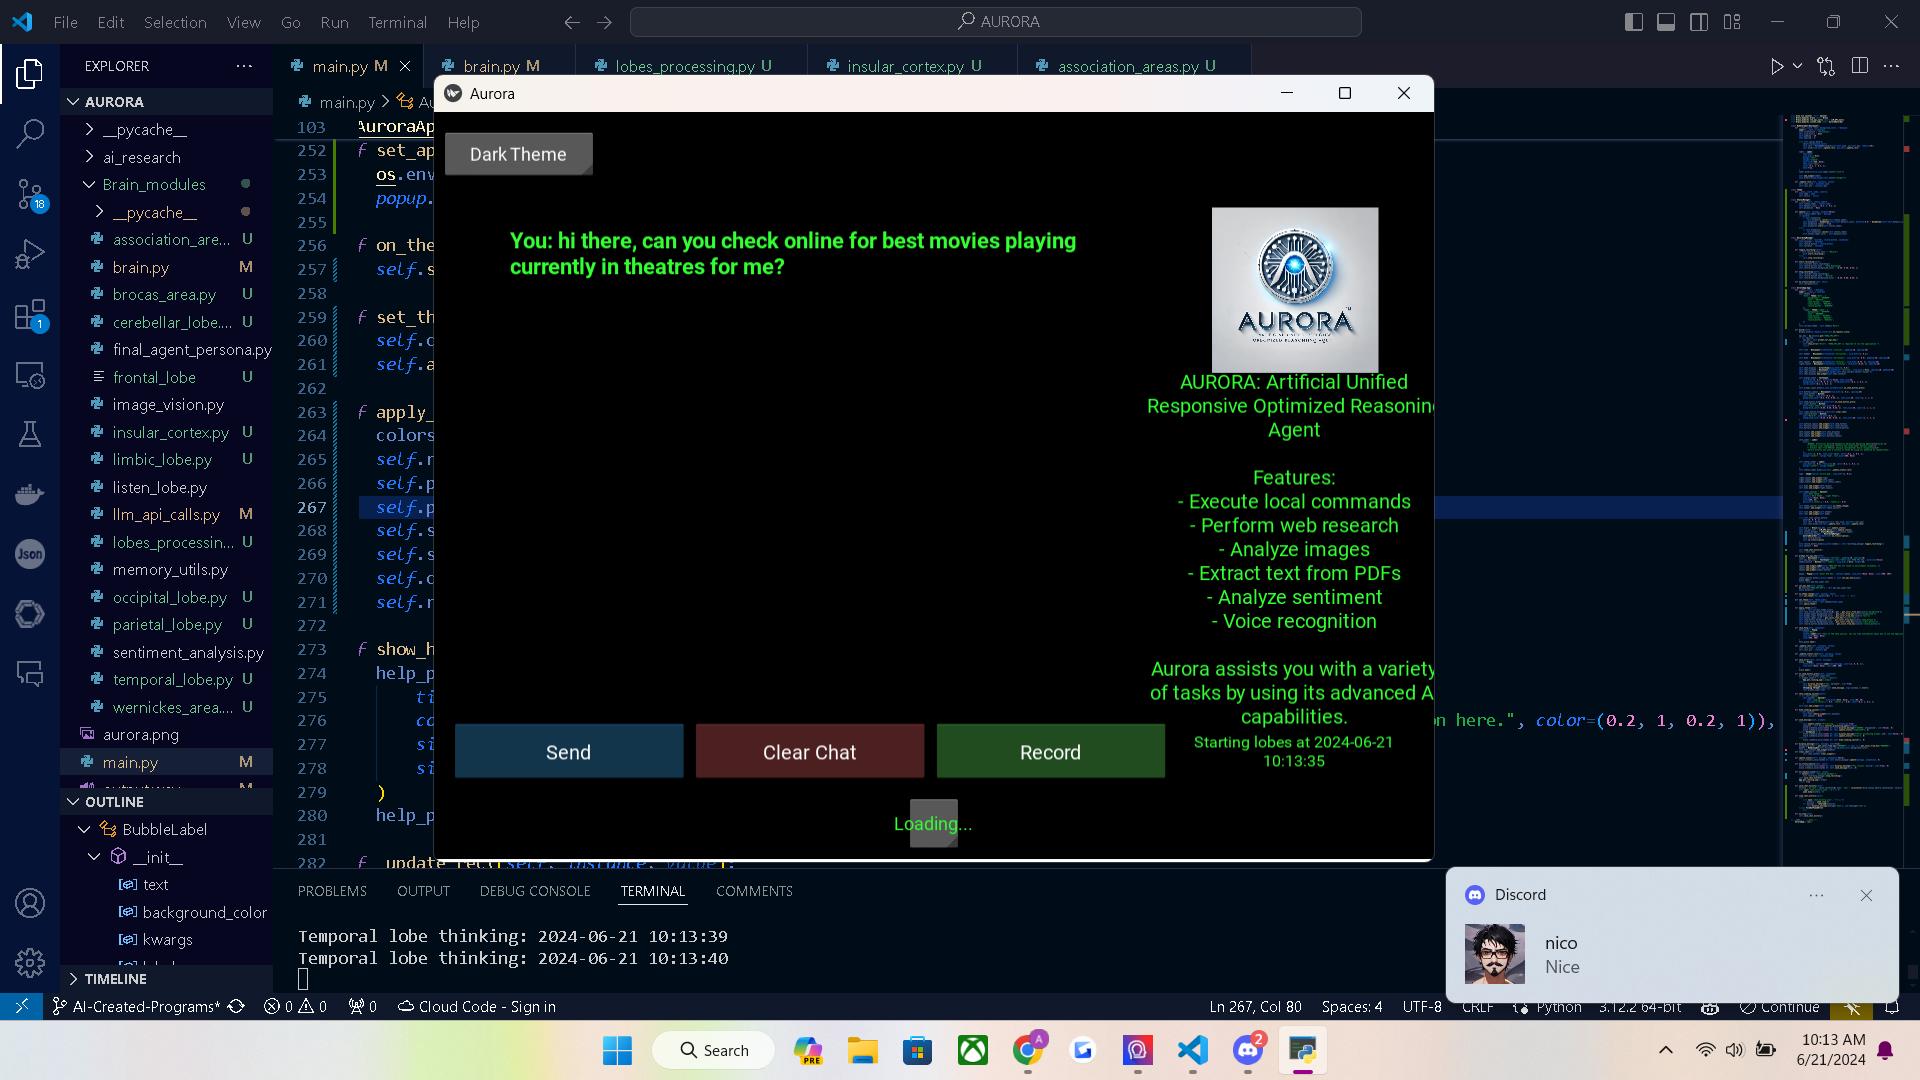 File Edit Selection View Go Run Terminal Help
AURORA
EXPLORER
main.py M
brain.py M
lobes_processing.py U
insular_cortex.py U
association_areas.py U
AURORA
__pycache__
ai_research
Brain_modules
__pycache__
association_are... U
brain.py M
brocas_area.py U
cerebellar_lobe.... U
final_agent_persona.py
frontal_lobe U
image_vision.py
insular_cortex.py U
limbic_lobe.py U
listen_lobe.py
llm_api_calls.py M
lobes_processin... U
memory_utils.py
occipital_lobe.py U
parietal_lobe.py U
sentiment_analysis.py
temporal_lobe.py U
wernickes_area.... U
aurora.png
main.py M
OUTLINE
BubbleLabel
__init__
text
background_color
kwargs
TIMELINE
main.py > Au
103 AuroraAp
252 f set_ap
253 os.env
254 popup.
255
256 f on_the
257 self.s
258
259 f set_th
260 self.c
261 self.a
262
263 f apply_
264 colors
265 self.r
266 self.p
267 self.p
268 self.s
269 self.s
270 self.c
271 self.r
272
273 f show_h
274 help_p
275 ti
276 co
277 si
278 si
279 )
280 help_p
281
282
on here.", color=(0.2, 1, 0.2, 1)),
Aurora
Dark Theme
You: hi there, can you check online for best movies playing
currently in theatres for me?
AURORA
AURORA: Artificial Unified
Responsive Optimized Reasoning
Agent
Features:
- Execute local commands
- Perform web research
- Analyze images
- Extract text from PDFs
- Analyze sentiment
- Voice recognition
Aurora assists you with a variety
of tasks by using its advanced A
capabilities.
Starting lobes at 2024-06-21
10:13:35
Send
Clear Chat
Record
Loading...
PROBLEMS OUTPUT DEBUG CONSOLE TERMINAL COMMENTS
Temporal lobe thinking: 2024-06-21 10:13:39
Temporal lobe thinking: 2024-06-21 10:13:40
Discord
nico
Nice
18
1
Json
AI-Created-Programs* 0 0 0 Cloud Code - Sign in
Ln 267, Col 80 Spaces: 4 UTF-8 CRLF Python 3.12.2 64-bit Continue
Search
PRE
A
2
10:13 AM
6/21/2024